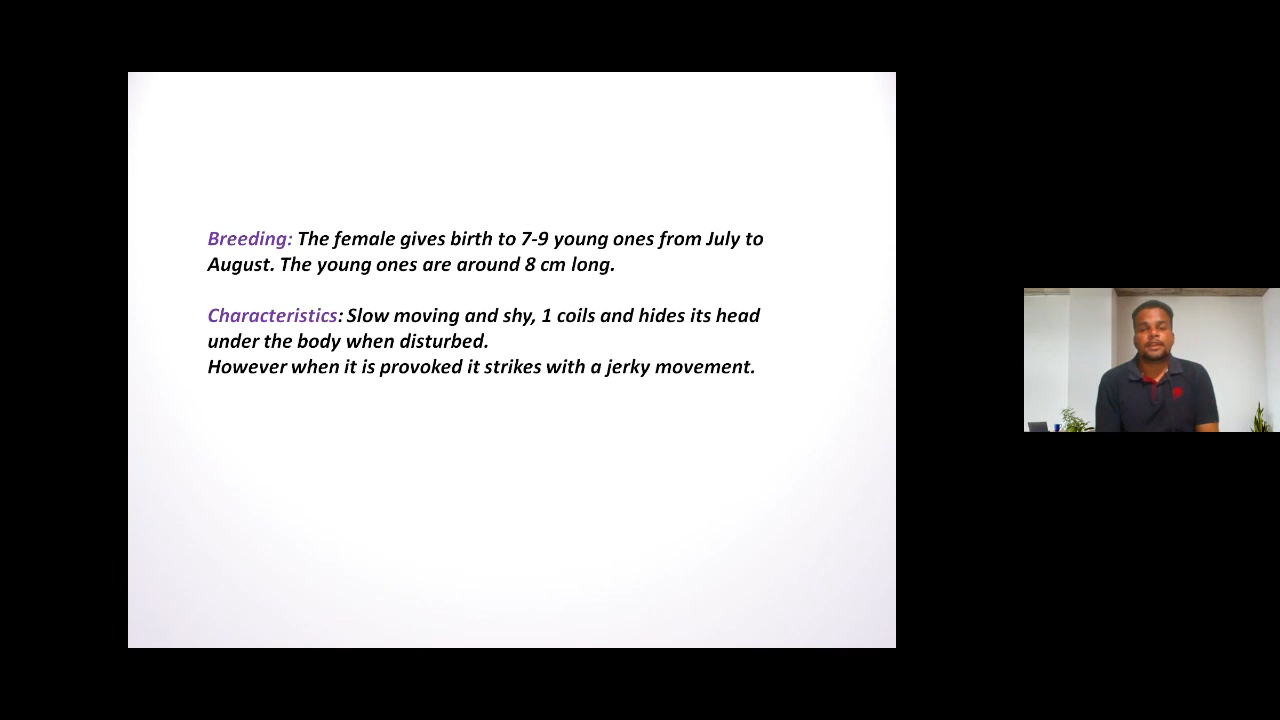 Breeding: The female gives birth to 7-9 young ones from July to
August. The young ones are around 8 cm long.
Characteristics: Slow moving and shy, 1 coils and hides its head
under the body when disturbed.
However when it is provoked it strikes with a jerky movement.